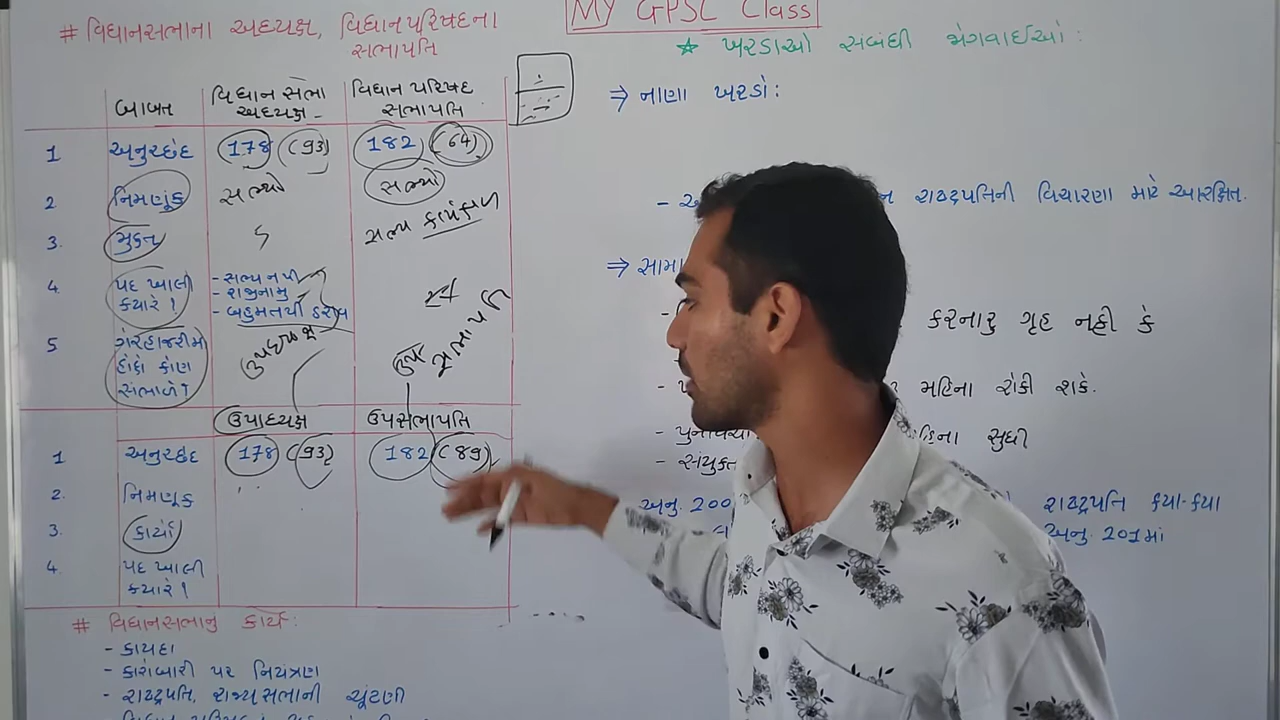 MY GPSC Class
# વિધાનસભાના અધ્યક્ષ, વિધાનપરિષદના
સભાપતિ
બાબત
વિધાન સભા
અધ્યક્ષ
વિધાન પરિષદ
સભાપતિ
1 અનુચ્છેદ 178 (93) 182 (64)
2 નિમણૂંક સભ્યો સભ્યો
3. મુક્ત સભ્ય
4 પદ ખાલી
ક્યારે ?
- સભ્ય નથી
- રાજીનામુ
- બહુમતથી ઠરાવ
5 ગેરહાજરીમાં
હોદ્દો કોણ
સંભાળે ?
ઉપાધ્યક્ષ
ઉપ સભાપતિ
ઉપાધ્યક્ષ ઉપસભાપતિ
1 અનુચ્છેદ 178 (93) 182 (89)
2. નિમણૂક
3. કાર્યો
4. પદ ખાલી
ક્યારે ?
# વિધાનસભાનું કાર્ય:
- કાયદા
- કારોબારી પર નિયંત્રણ
- રાષ્ટ્રપતિ, રાજ્યસભાની ચૂંટણી
★ ખરડાઓ સંબંધી જોગવાઈઓ:
⇒ નાણા ખરડો:
રાષ્ટ્રપતિની વિચારણા માટે આરક્ષિત.
⇒ સામા
કરનારુ ગૃહ નહી કે
મહિના રોકી શકે.
સુધી
- સંયુક્ત
અનુ. 200 રાષ્ટ્રપતિ ક્યા-ક્યા
અનુ. 201માં